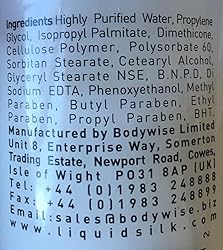 Ingredients Highly Purified Water, Propylene
Glycol, Isopropyl Palmitate, Dimethicone,
Cellulose Polymer, Polysorbate 60,
Sorbitan Stearate, Cetearyl Alcohol,
Glyceryl Stearate NSE, B.N.P.D, Di
Sodium EDTA, Phenoxyethanol, Methyl
Paraben, Butyl Paraben, Ethyl
Paraben, Propyl Paraben, BHT.
Manufactured by Bodywise Limited
Unit 8, Enterprise Way, Somerton
Trading Estate, Newport Road, Cowes,
Isle of Wight PO31 8AP (UK)
Tel: +44 (0)1983 248888
Fax: +44 (0)1983 248899
Email:sales@bodywise.biz
www.liquidsilk.com